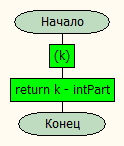 Начало
(k)
return k - intPart
Конец